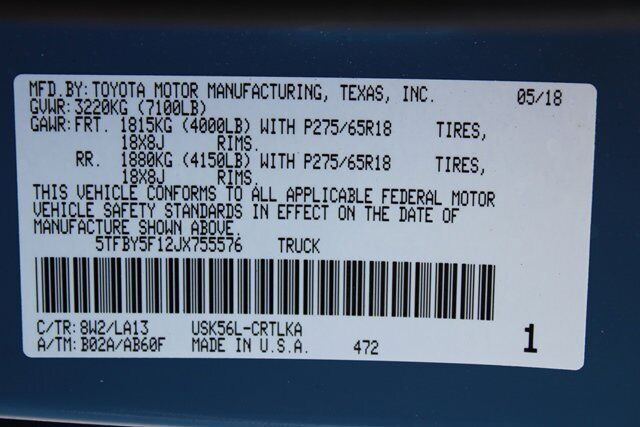 MFD.BY: TOYOTA MOTOR MANUFACTURING, TEXAS, INC. 05/18
GVWR: 3220KG (7100LB)
GAWR: FRT. 1815KG (4000LB) WITH P275/65R18 TIRES,
18X8J RIMS.
RR. 1880KG (4150LB) WITH P275/65R18 TIRES,
18X8J RIMS.
THIS VEHICLE CONFORMS TO ALL APPLICABLE FEDERAL MOTOR
VEHICLE SAFETY STANDARDS IN EFFECT ON THE DATE OF
MANUFACTURE SHOWN ABOVE.
5TFBY5F12JX755576 TRUCK
C/TR: 8W2/LA13 USK56L-CRTLKA
A/TM: B02A/AB60F MADE IN U.S.A. 472 1